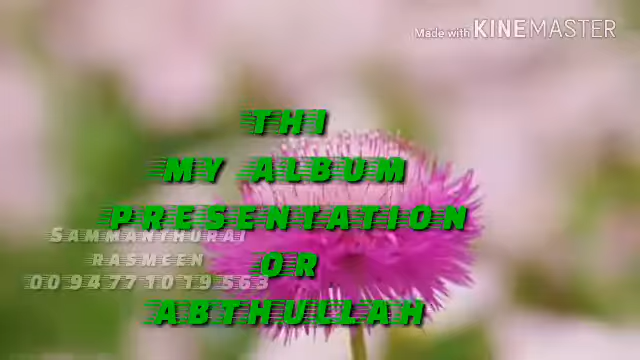 Made with KINEMASTER
THI
MY ALBUM
PRESENTATION
OR
ABTHULLAH
SAMMANTHURAI
RASMEEN
0094771019563